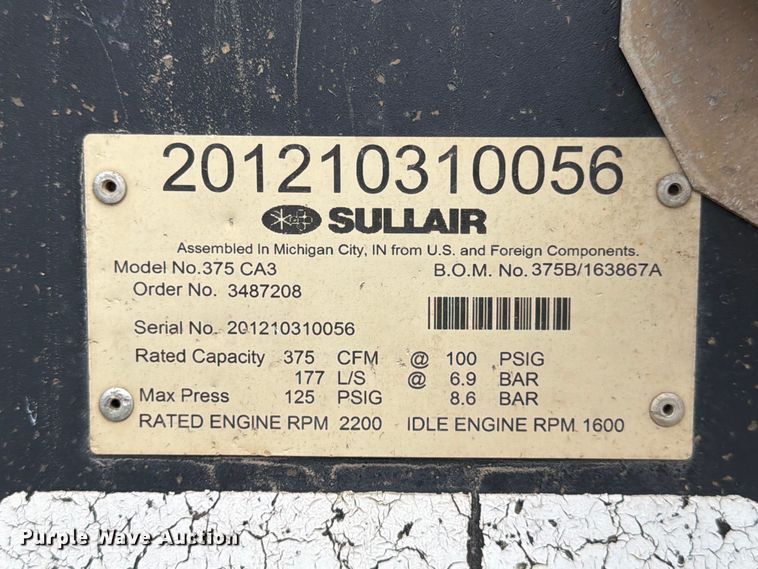 201210310056
SULLAIR
Assembled In Michigan City, IN from U.S. and Foreign Components.
Model No. 375 CA3 B.O.M. No. 375B/163867A
Order No. 3487208
Serial No. 201210310056
Rated Capacity 375 CFM @ 100 PSIG
177 L/S @ 6.9 BAR
Max Press 125 PSIG 8.6 BAR
RATED ENGINE RPM 2200 IDLE ENGINE RPM 1600
Purple Wave Auction